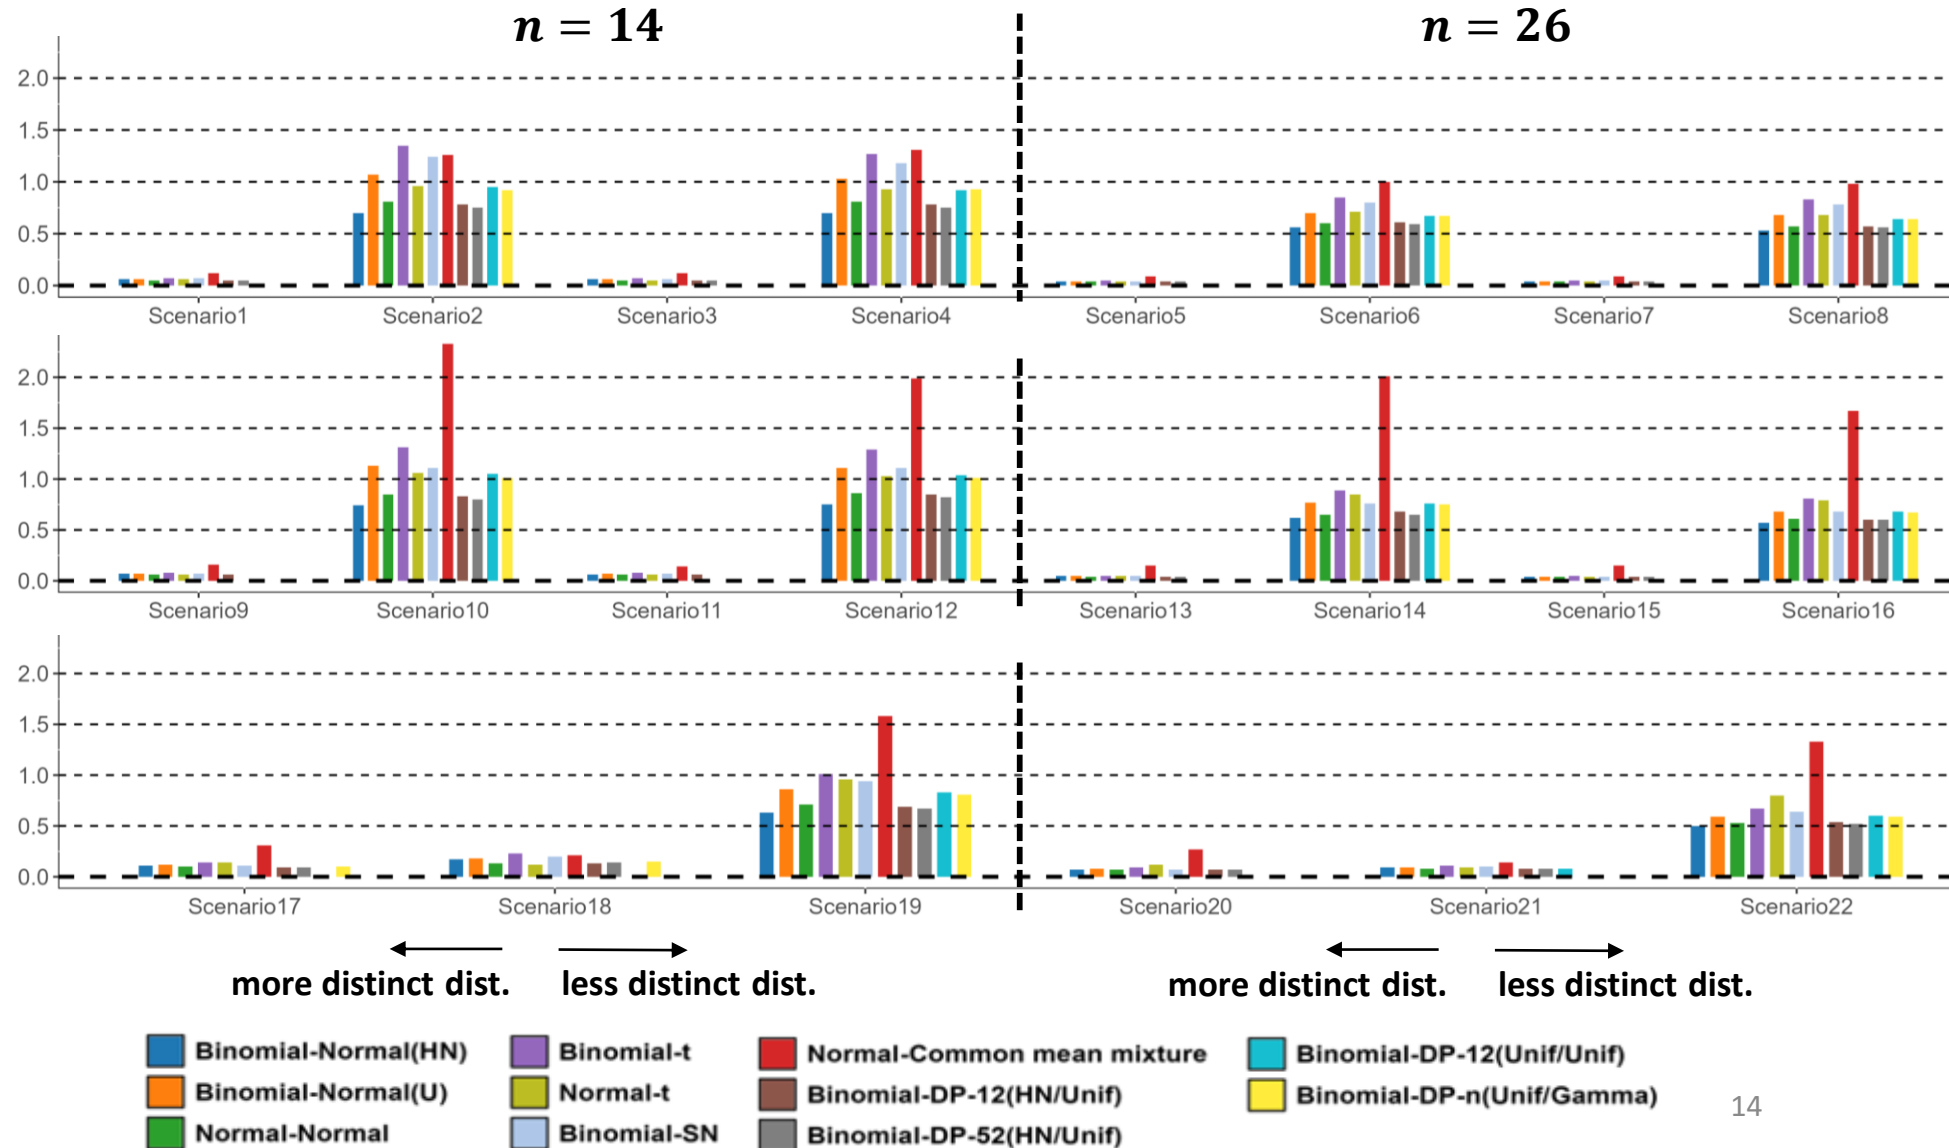 n = 14
n = 26
2.0
1.5
1.0
0.5
0.0
Scenario1 Scenario2 Scenario3 Scenario4 Scenario5 Scenario6 Scenario7 Scenario8
2.0
1.5
1.0
0.5
0.0
Scenario9 Scenario10 Scenario11 Scenario12 Scenario13 Scenario14 Scenario15 Scenario16
2.0
1.5
1.0
0.5
0.0
Scenario17 Scenario18 Scenario19 Scenario20 Scenario21 Scenario22
more distinct dist. less distinct dist. more distinct dist. less distinct dist.
Binomial-Normal(HN) Binomial-t Normal-Common mean mixture Binomial-DP-12(Unif/Unif)
Binomial-Normal(U) Normal-t Binomial-DP-12(HN/Unif) Binomial-DP-n(Unif/Gamma)
14
Normal-Normal Binomial-SN Binomial-DP-52(HN/Unif)